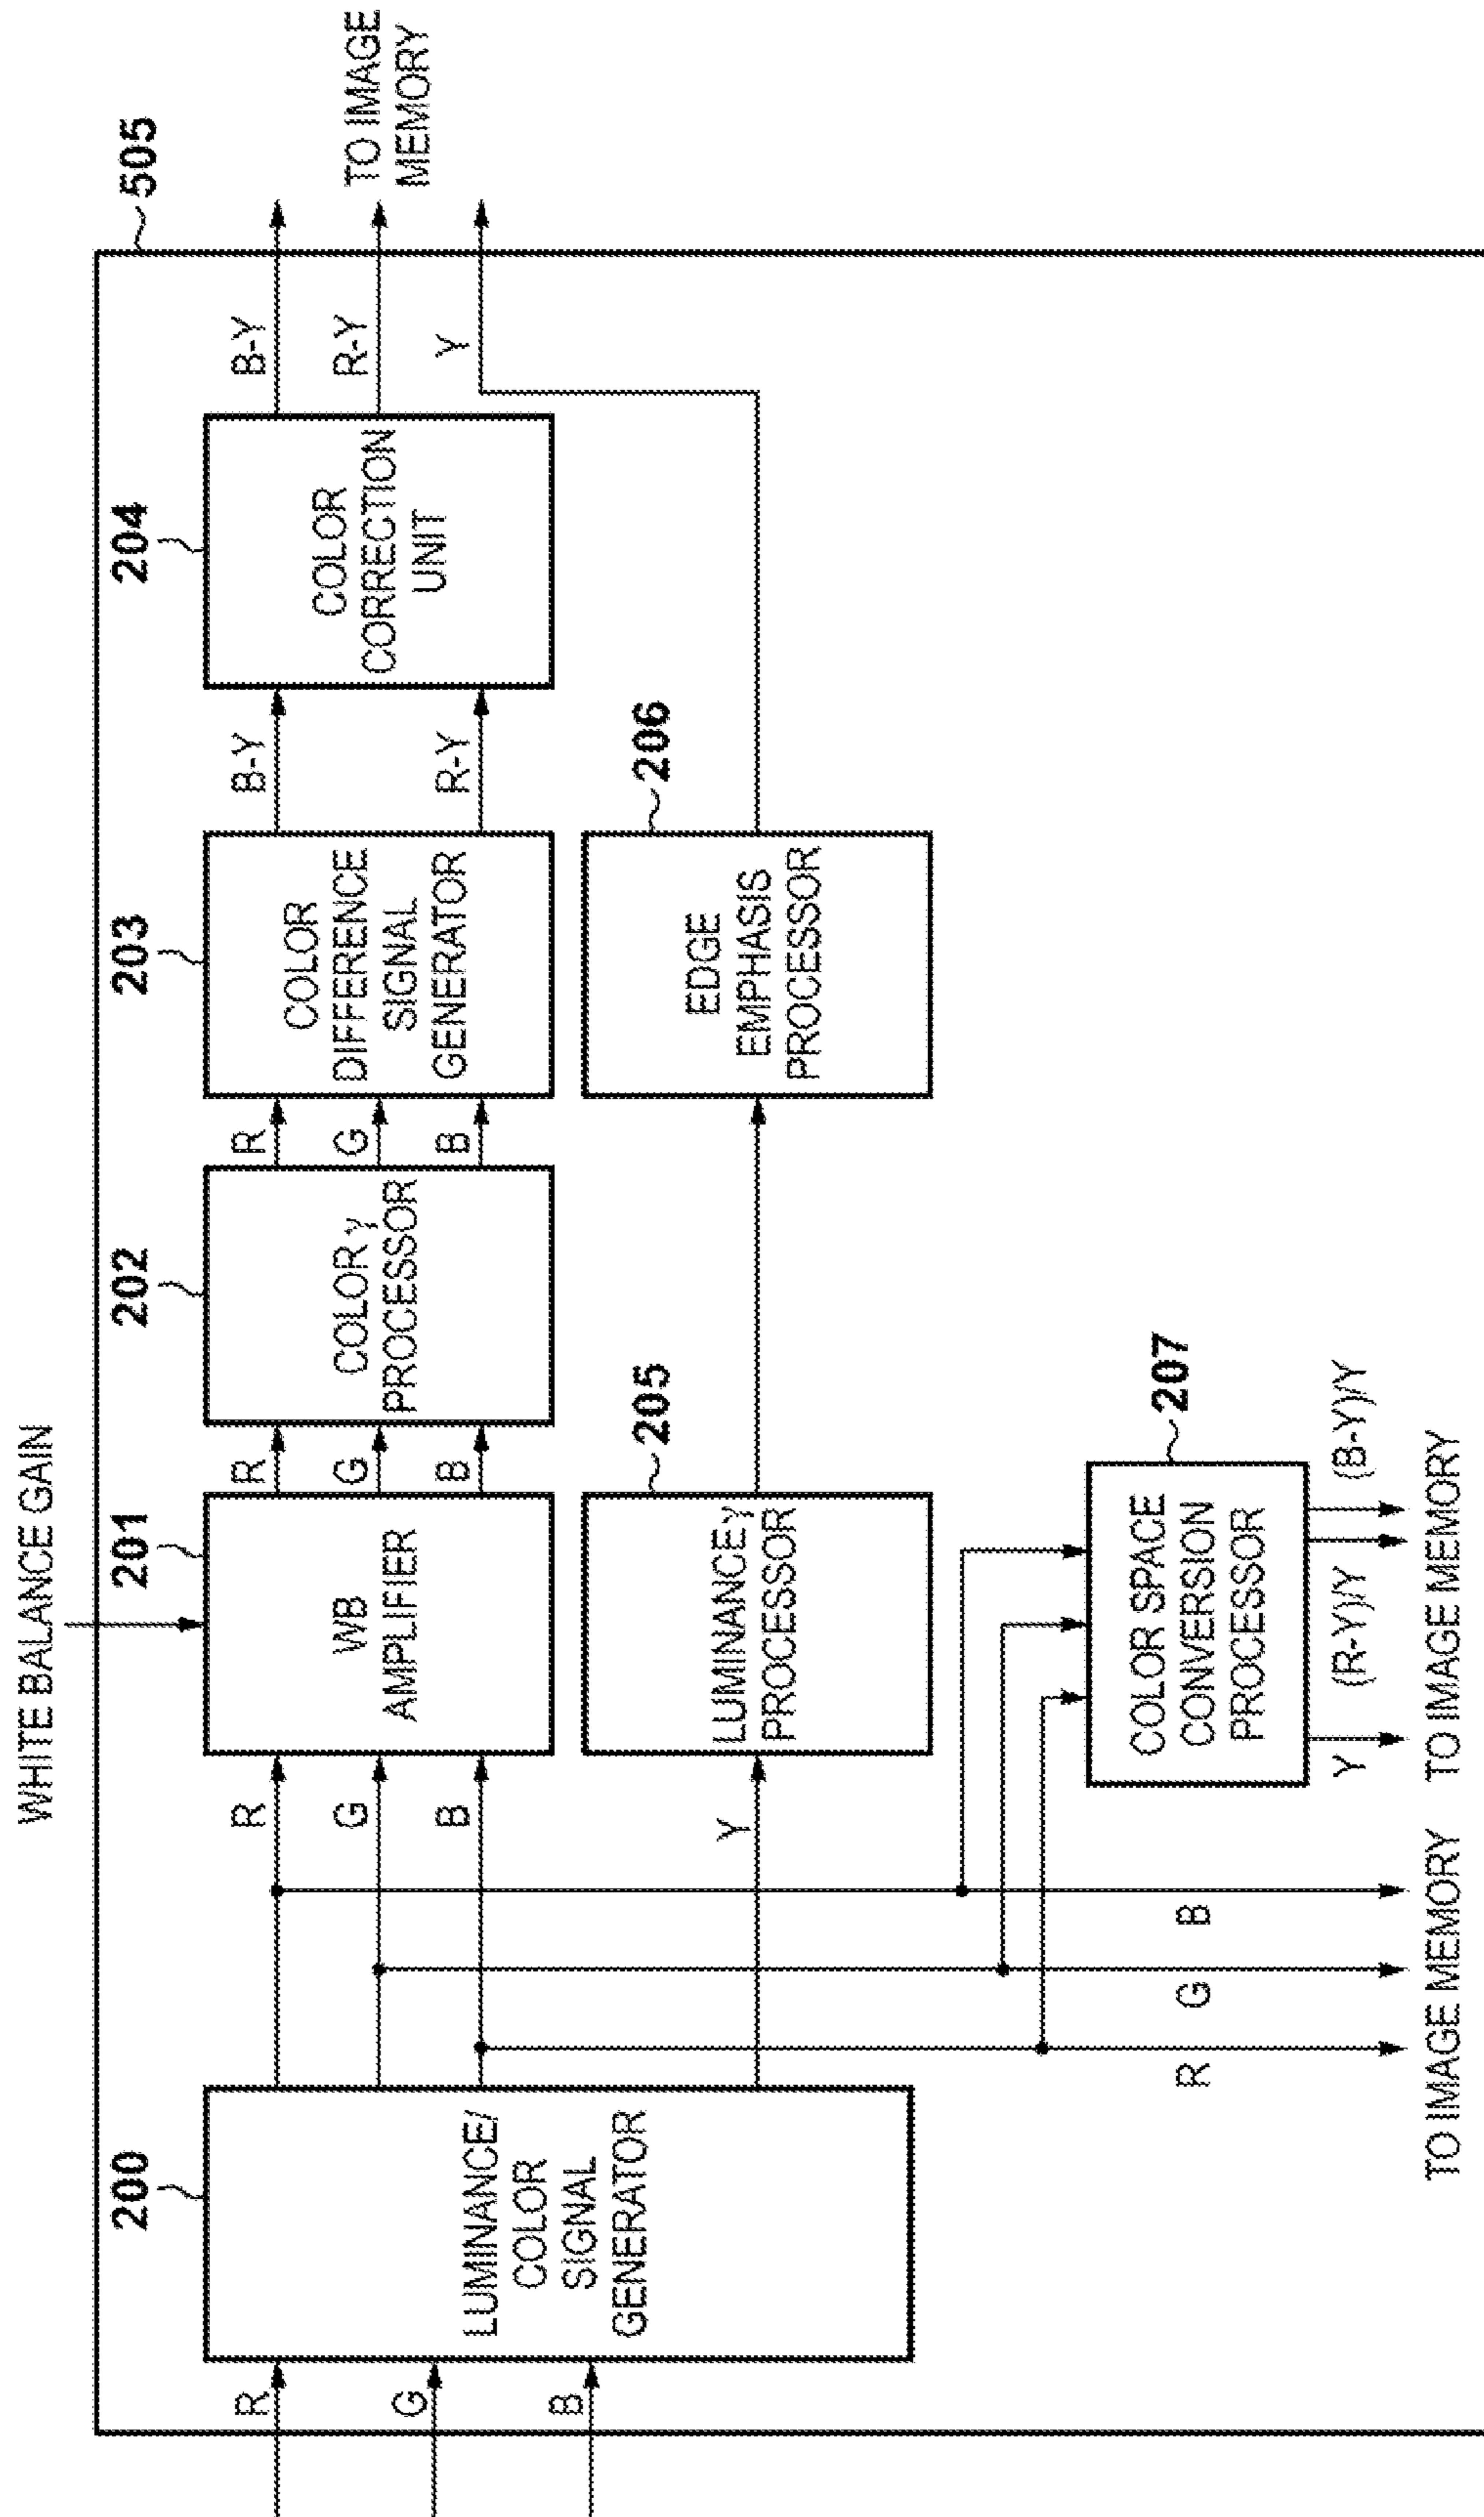 WHITE BALANCE GAIN
505
200
201
202
203
204
R
G
B
LUMINANCE/
COLOR
SIGNAL
GENERATOR
R
G
B
WB
AMPLIFIER
R
G
B
COLOR γ
PROCESSOR
R
G
B
COLOR
DIFFERENCE
SIGNAL
GENERATOR
B-Y
R-Y
COLOR
CORRECTION
UNIT
B-Y
R-Y
Y
TO IMAGE
MEMORY
Y
205
LUMINANCE γ
PROCESSOR
206
EDGE
EMPHASIS
PROCESSOR
207
COLOR SPACE
CONVERSION
PROCESSOR
R
G
B
Y
(R-Y)/Y
(B-Y)/Y
TO IMAGE MEMORY
TO IMAGE MEMORY